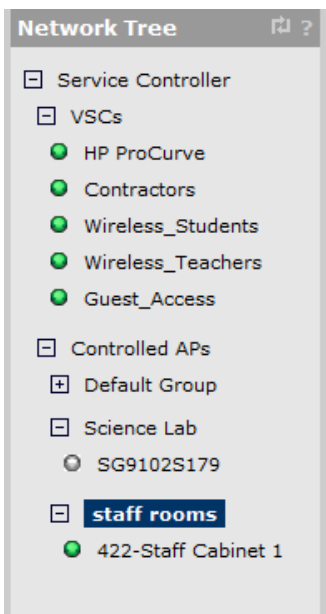 Network Tree ?
Service Controller
VSCs
HP ProCurve
Contractors
Wireless_Students
Wireless_Teachers
Guest_Access
Controlled APs
Default Group
Science Lab
SG9102S179
staff rooms
422-Staff Cabinet 1